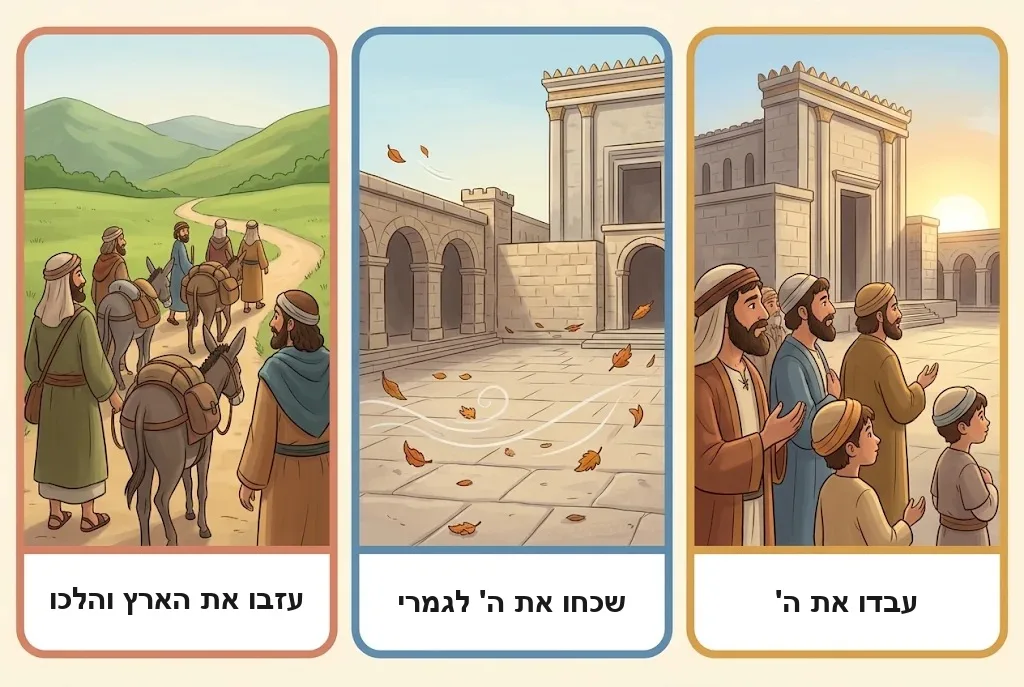 עבדו את ה'
שכחו את ה' לגמרי
עזבו את הארץ והלכו